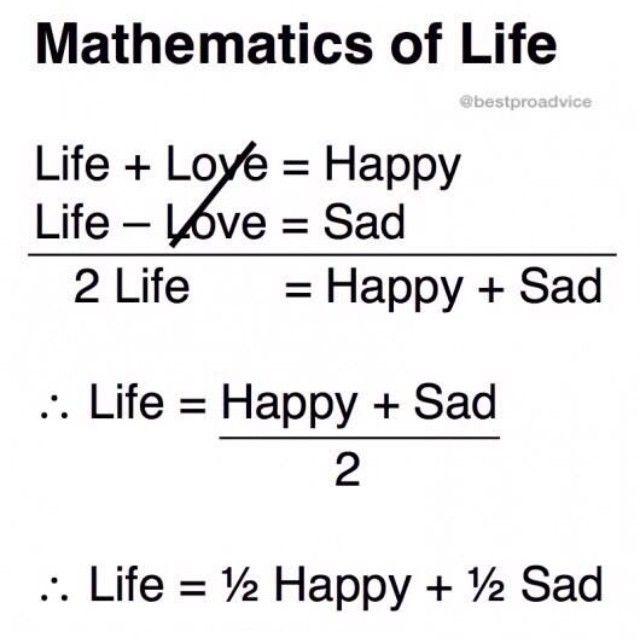 Mathematics of Life
@bestproadvice
Life + Love = Happy
Life – Love = Sad
2 Life = Happy + Sad
∴ Life = Happy + Sad
2
∴ Life = ½ Happy + ½ Sad